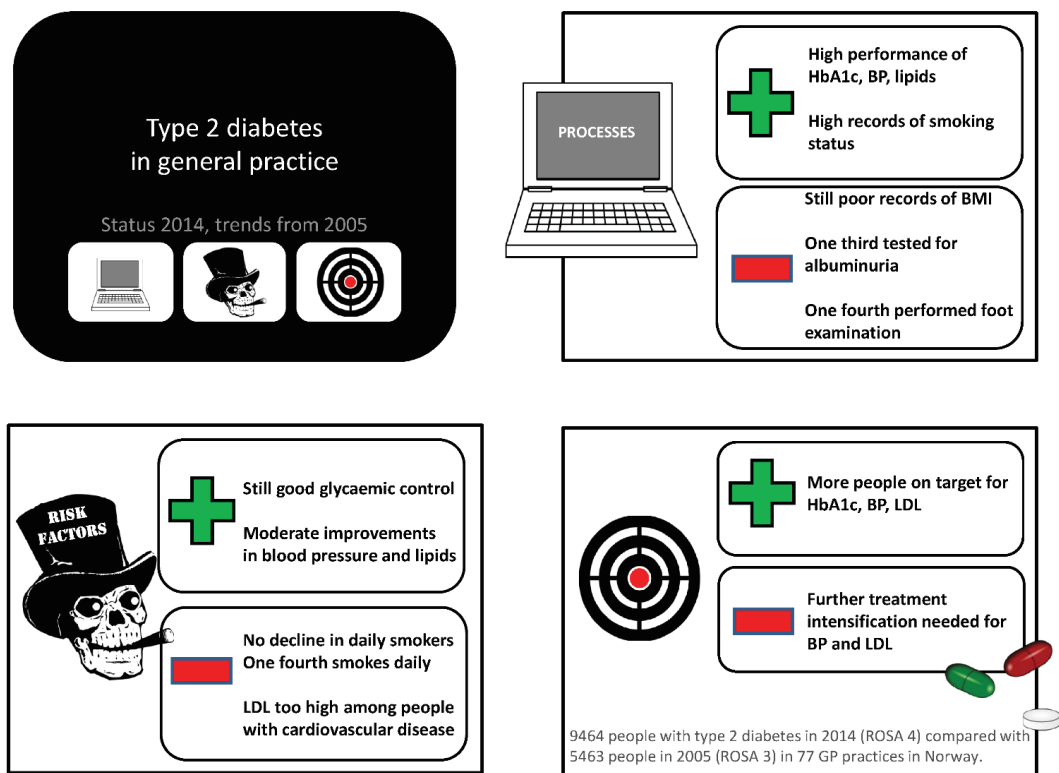 Type 2 diabetes
in general practice
Status 2014, trends from 2005
PROCESSES
High performance of
HbA1c, BP, lipids
High records of smoking
status
Still poor records of BMI
One third tested for
albuminuria
One fourth performed foot
examination
RISK
FACTORS
Still good glycaemic control
Moderate improvements
in blood pressure and lipids
No decline in daily smokers
One fourth smokes daily
LDL too high among people
with cardiovascular disease
More people on target for
HbA1c, BP, LDL
Further treatment
intensification needed for
BP and LDL
9464 people with type 2 diabetes in 2014 (ROSA 4) compared with
5463 people in 2005 (ROSA 3) in 77 GP practices in Norway.